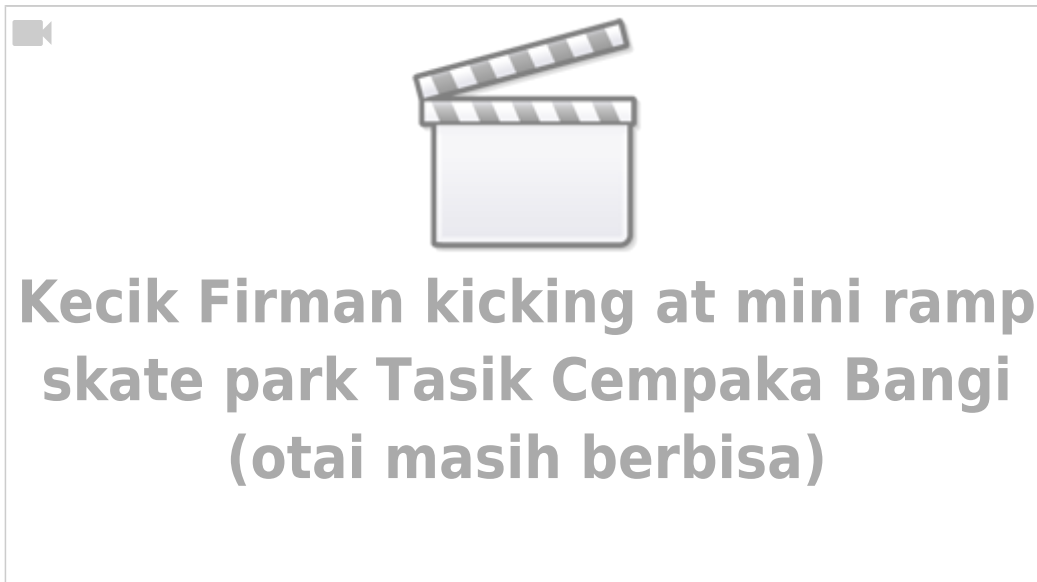 Kecik Firman kicking at mini ramp
skate park Tasik Cempaka Bangi
(otai masih berbisa)